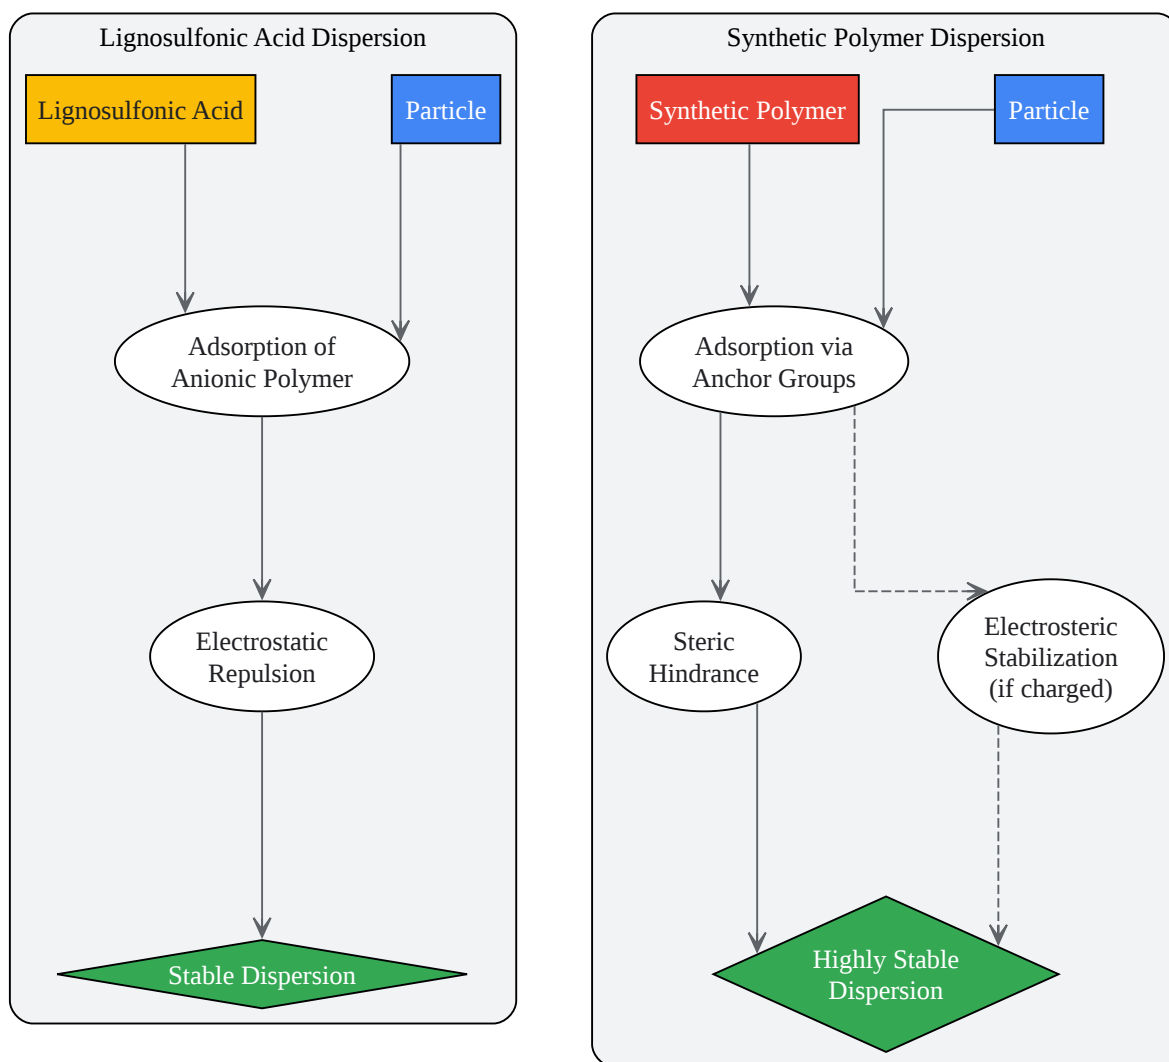 Lignosulfonic Acid Dispersion
Lignosulfonic Acid
Particle
Adsorption of
Anionic Polymer
Electrostatic
Repulsion
Stable Dispersion
Synthetic Polymer Dispersion
Synthetic Polymer
Particle
Adsorption via
Anchor Groups
Steric
Hindrance
Electrosteric
Stabilization
(if charged)
Highly Stable
Dispersion